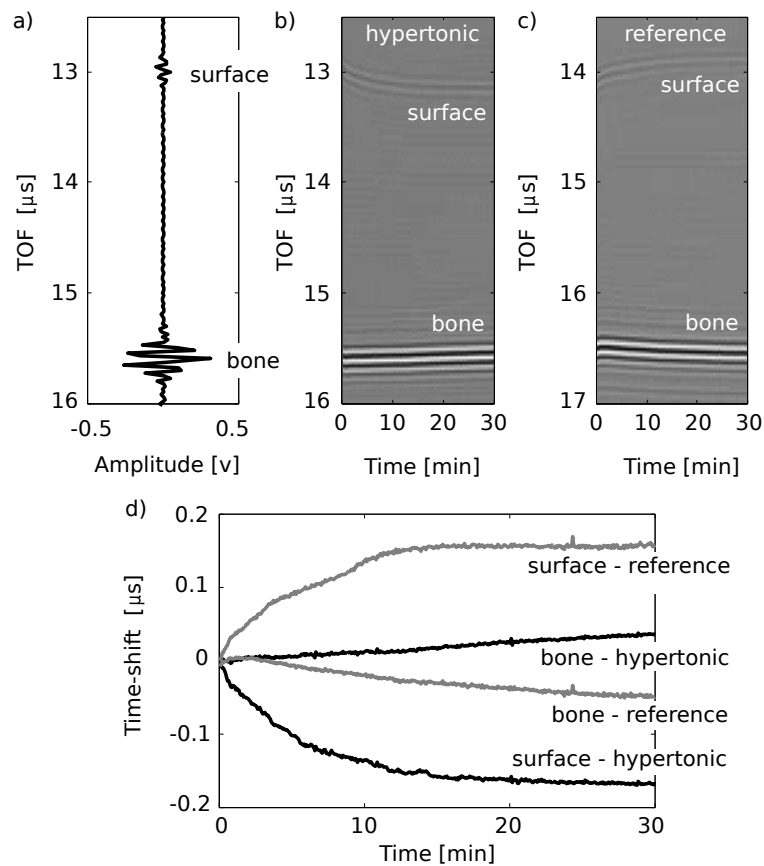 a)
13
14
15
16
TOF [μs]
surface
bone
-0.5
0.5
Amplitude [v]
b)
13
14
15
16
TOF [μs]
hypertonic
surface
bone
0
10
20
30
Time [min]
c)
14
15
16
17
TOF [μs]
reference
surface
bone
0
10
20
30
Time [min]
d)
0.2
0.1
0
-0.1
-0.2
Time-shift [μs]
surface - reference
bone - hypertonic
bone - reference
surface - hypertonic
0
10
20
30
Time [min]